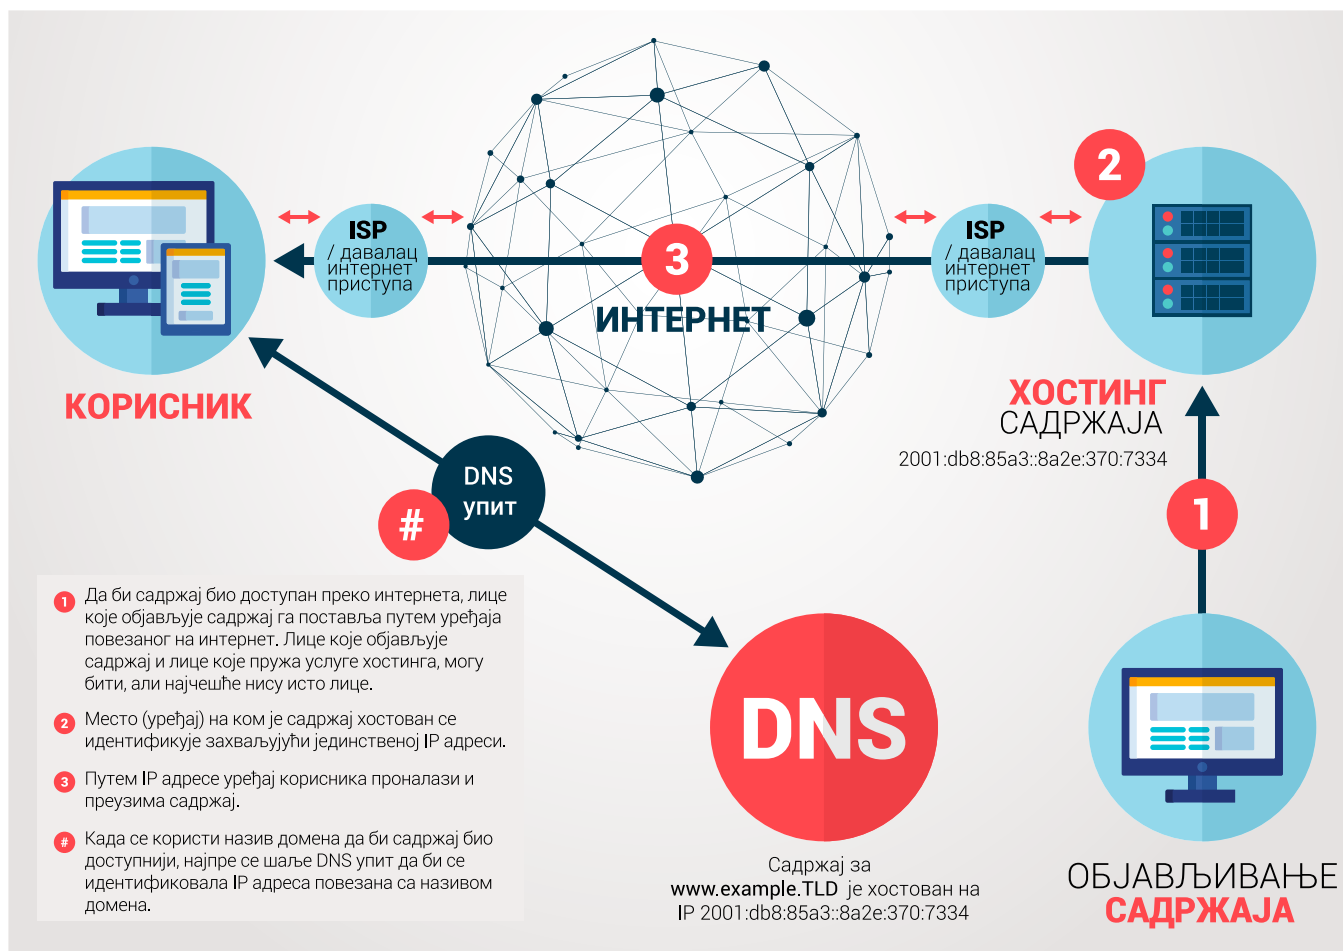 2
ISP
/ давалац
интернет
приступа
3
ISP
/ давалац
интернет
приступа
ИНТЕРНЕТ
КОРИСНИК
ХОСТИНГ
САДРЖАЈА
2001:db8:85a3::8a2e:370:7334
DNS
упит
#
1
1 Да би садржај био доступан преко интернета, лице
које објављује садржај га поставља путем уређаја
повезаног на интернет. Лице које објављује
садржај и лице које пружа услуге хостинга, могу
бити, али најчешће нису исто лице.
2 Место (уређај) на ком је садржај хостован се
идентификује захваљујући јединственој IP адреси.
3 Путем IP адресе уређај корисника проналази и
преузима садржај.
# Када се користи назив домена да би садржај био
доступнији, најпре се шаље DNS упит да би се
идентификовала IP адреса повезана са називом
домена.
DNS
Садржај за
www.example.TLD је хостован на
IP 2001:db8:85a3::8a2e:370:7334
ОБЈАВЉИВАЊЕ
САДРЖАЈА